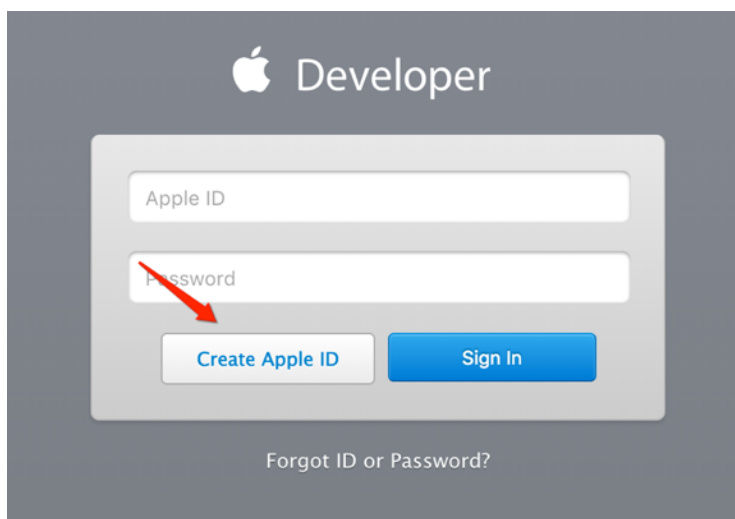 Developer
Apple ID
Password
Create Apple ID
Sign In
Forgot ID or Password?